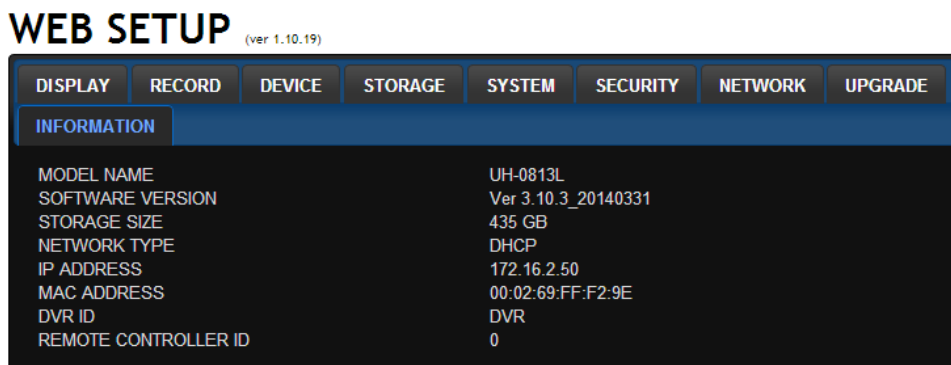 WEB SETUP (ver 1.10.19)
DISPLAY RECORD DEVICE STORAGE SYSTEM SECURITY NETWORK UPGRADE
INFORMATION
MODEL NAME UH-0813L
SOFTWARE VERSION Ver 3.10.3_20140331
STORAGE SIZE 435 GB
NETWORK TYPE DHCP
IP ADDRESS 172.16.2.50
MAC ADDRESS 00:02:69:FF:F2:9E
DVR ID DVR
REMOTE CONTROLLER ID 0